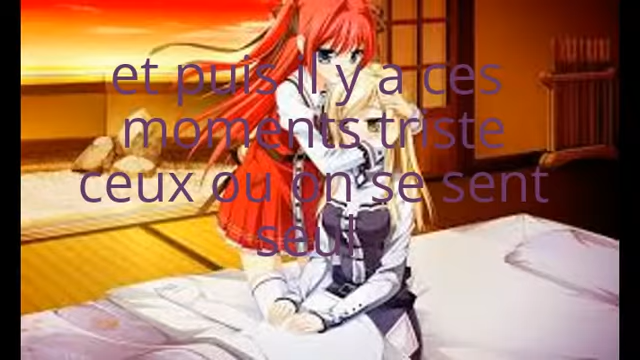 et puis il y a ces
moments triste
ceux ou on se sent
seul